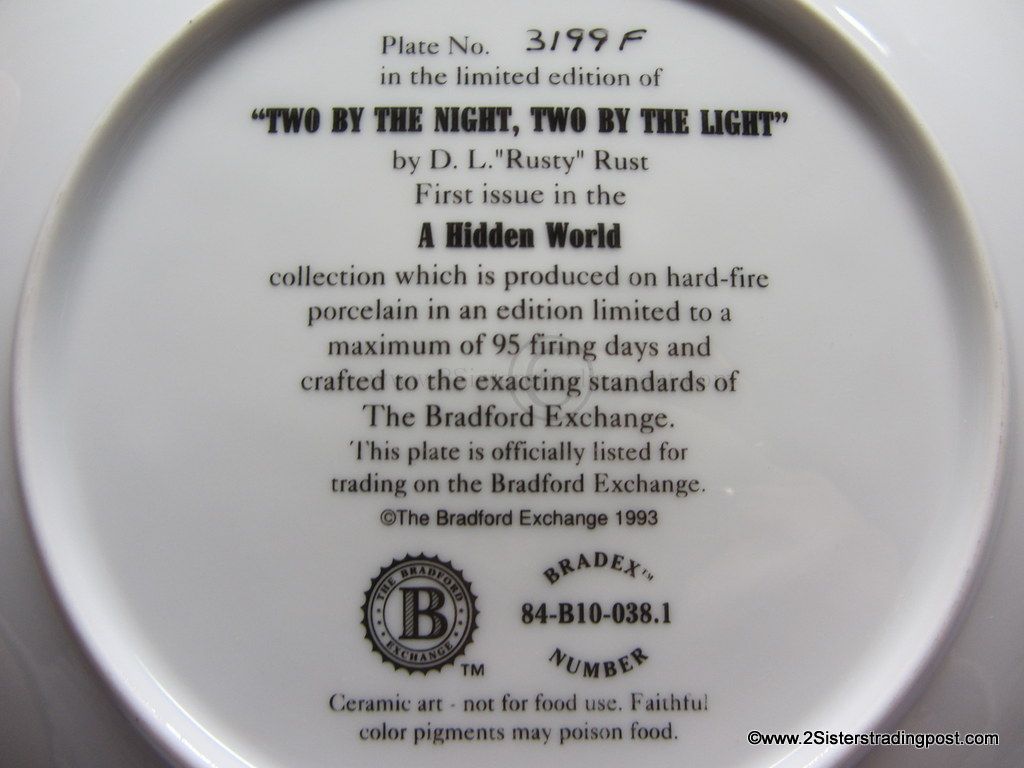 Plate No. 3199F
in the limited edition of
“TWO BY THE NIGHT, TWO BY THE LIGHT”
by D. L."Rusty" Rust
First issue in the
A Hidden World
collection which is produced on hard-fire
porcelain in an edition limited to a
maximum of 95 firing days and
crafted to the exacting standards of
The Bradford Exchange.
This plate is officially listed for
trading on the Bradford Exchange.
©The Bradford Exchange 1993
THE BRADFORD
B
EXCHANGE
TM
BRADEX™
84-B10-038.1
NUMBER
Ceramic art - not for food use. Faithful
color pigments may poison food.
©www.2Sisterstradingpost.com